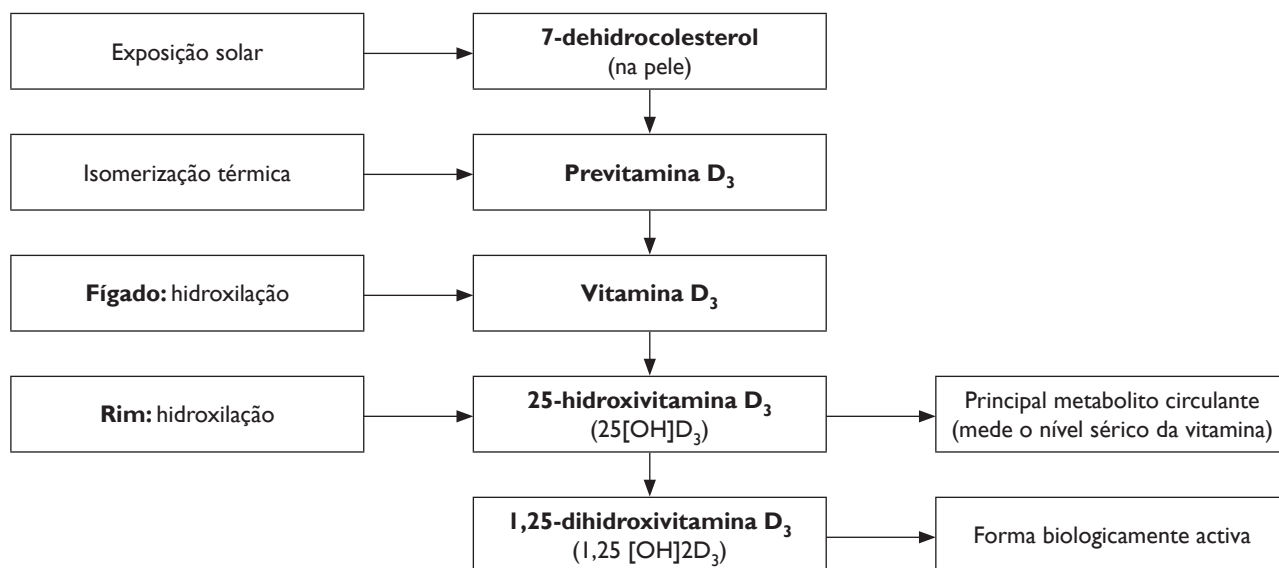 Exposição solar
7-dehidrocolesterol
(na pele)
Isomerização térmica
Previtamina D3
Fígado: hidroxilação
Vitamina D3
Rim: hidroxilação
25-hidroxivitamina D3
(25[OH]D3)
Principal metabolito circulante
(mede o nível sérico da vitamina)
1,25-dihidroxivitamina D3
(1,25 [OH]2D3)
Forma biologicamente activa